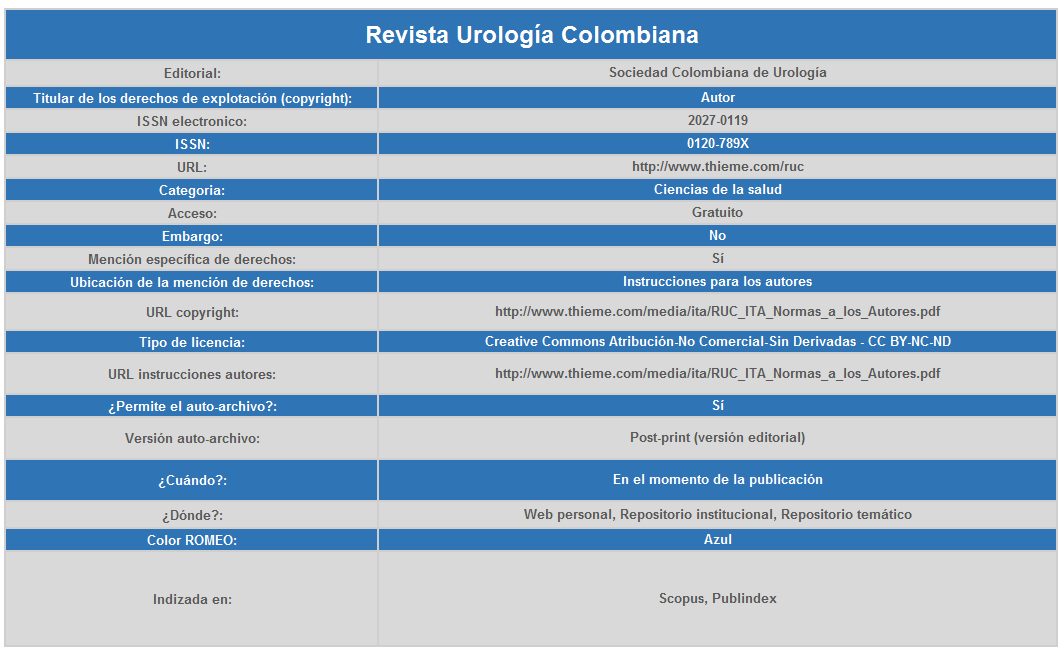 Revista Urología Colombiana
Editorial: Sociedad Colombiana de Urología
Titular de los derechos de explotación (copyright): Autor
ISSN electronico: 2027-0119
ISSN: 0120-789X
URL: http://www.thieme.com/ruc
Categoria: Ciencias de la salud
Acceso: Gratuito
Embargo: No
Mención específica de derechos: Sí
Ubicación de la mención de derechos: Instrucciones para los autores
URL copyright: http://www.thieme.com/media/ita/RUC_ITA_Normas_a_los_Autores.pdf
Tipo de licencia: Creative Commons Atribución-No Comercial-Sin Derivadas - CC BY-NC-ND
URL instrucciones autores: http://www.thieme.com/media/ita/RUC_ITA_Normas_a_los_Autores.pdf
¿Permite el auto-archivo?: Sí
Versión auto-archivo: Post-print (versión editorial)
¿Cuándo?: En el momento de la publicación
¿Dónde?: Web personal, Repositorio institucional, Repositorio temático
Color ROMEO: Azul
Indizada en: Scopus, Publindex